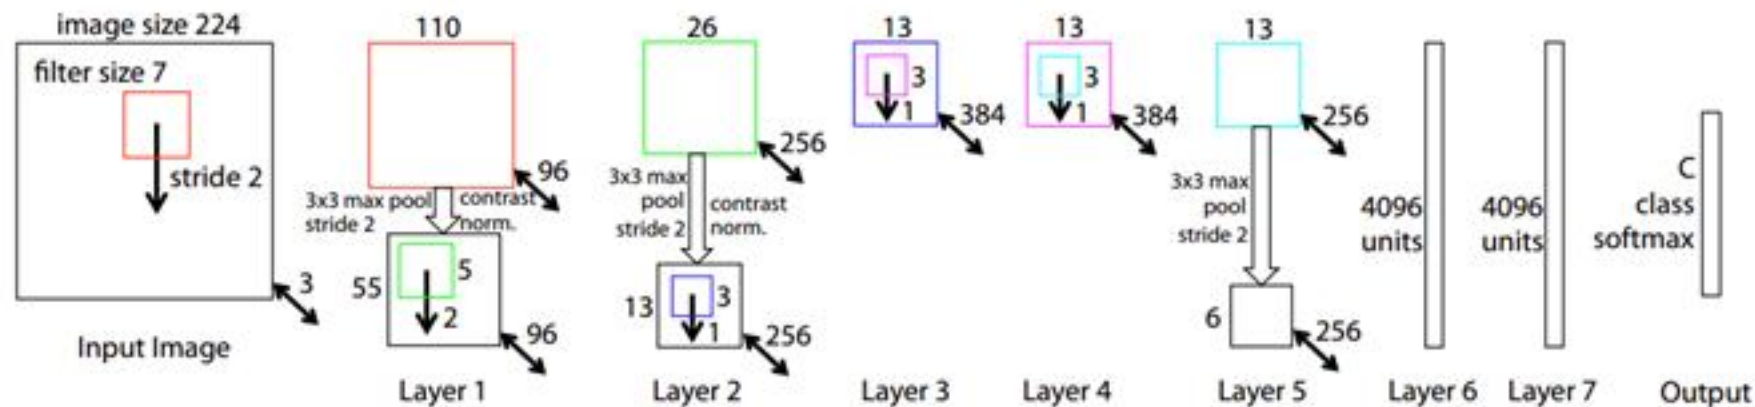 image size 224
filter size 7
stride 2
3
Input Image
110
96
3x3 max pool
stride 2
contrast
norm.
55
5
2
96
Layer 1
26
256
3x3 max
pool
stride 2
contrast
norm.
13
3
1
256
Layer 2
13
3
1
384
Layer 3
13
3
1
384
Layer 4
13
256
3x3 max
pool
stride 2
6
256
Layer 5
4096
units
Layer 6
4096
units
Layer 7
C
class
softmax
Output